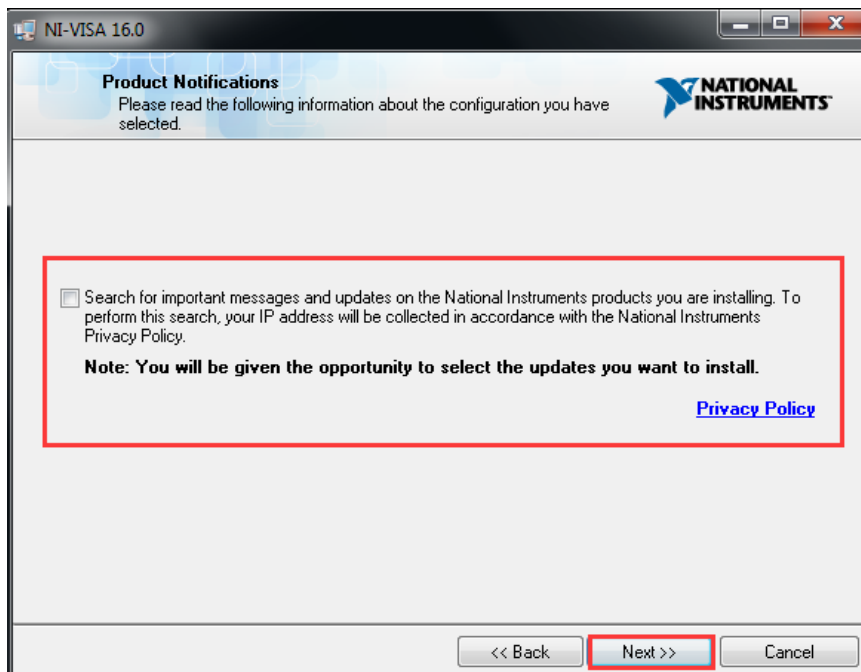 NI-VISA 16.0
Product Notifications
Please read the following information about the configuration you have
selected.
NATIONAL
INSTRUMENTS™
Search for important messages and updates on the National Instruments products you are installing. To
perform this search, your IP address will be collected in accordance with the National Instruments
Privacy Policy.
Note: You will be given the opportunity to select the updates you want to install.
Privacy Policy
<< Back
Next >>
Cancel